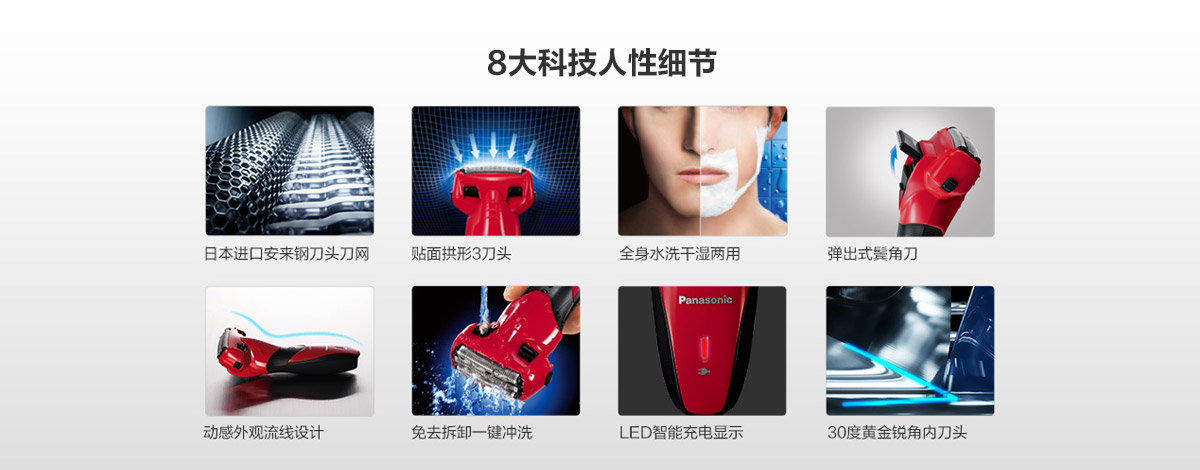 8大科技人性细节
日本进口安来钢刀头刀网
贴面拱形3刀头
全身水洗干湿两用
弹出式鬓角刀
Panasonic
动感外观流线设计
免去拆卸一键冲洗
LED智能充电显示
30度黄金锐角内刀头